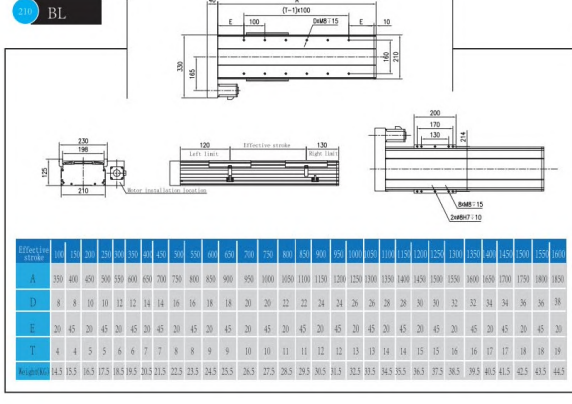 210 BL
A
(T-1)x100
E 100 DxM8▽15 E 10
330
165
160
210
230
198
125
210
Motor installation location
120 Effective stroke 130
Left limit Right limit
200
170
130
214
8xM8▽15
2xø8H7▽10
Effective stroke 100 150 200 250 300 350 400 450 500 550 600 650 700 750 800 850 900 950 1000 1050 1100 1150 1200 1250 1300 1350 1400 1450 1500 1550 1600
A 350 400 450 500 550 600 650 700 750 800 850 900 950 1000 1050 1100 1150 1200 1250 1300 1350 1400 1450 1500 1550 1600 1650 1700 1750 1800 1850
D 8 8 10 10 12 12 14 14 16 16 18 18 20 20 22 22 24 24 26 26 28 28 30 30 32 32 34 34 36 36 38
E 20 45 20 45 20 45 20 45 20 45 20 45 20 45 20 45 20 45 20 45 20 45 20 45 20 45 20 45 20 45 20
T 4 4 5 5 6 6 7 7 8 8 9 9 10 10 11 11 12 12 13 13 14 14 15 15 16 16 17 17 18 18 19
Weight(KG) 14.5 15.5 16.5 17.5 18.5 19.5 20.5 21.5 22.5 23.5 24.5 25.5 26.5 27.5 28.5 29.5 30.5 31.5 32.5 33.5 34.5 35.5 36.5 37.5 38.5 39.5 40.5 41.5 42.5 43.5 44.5